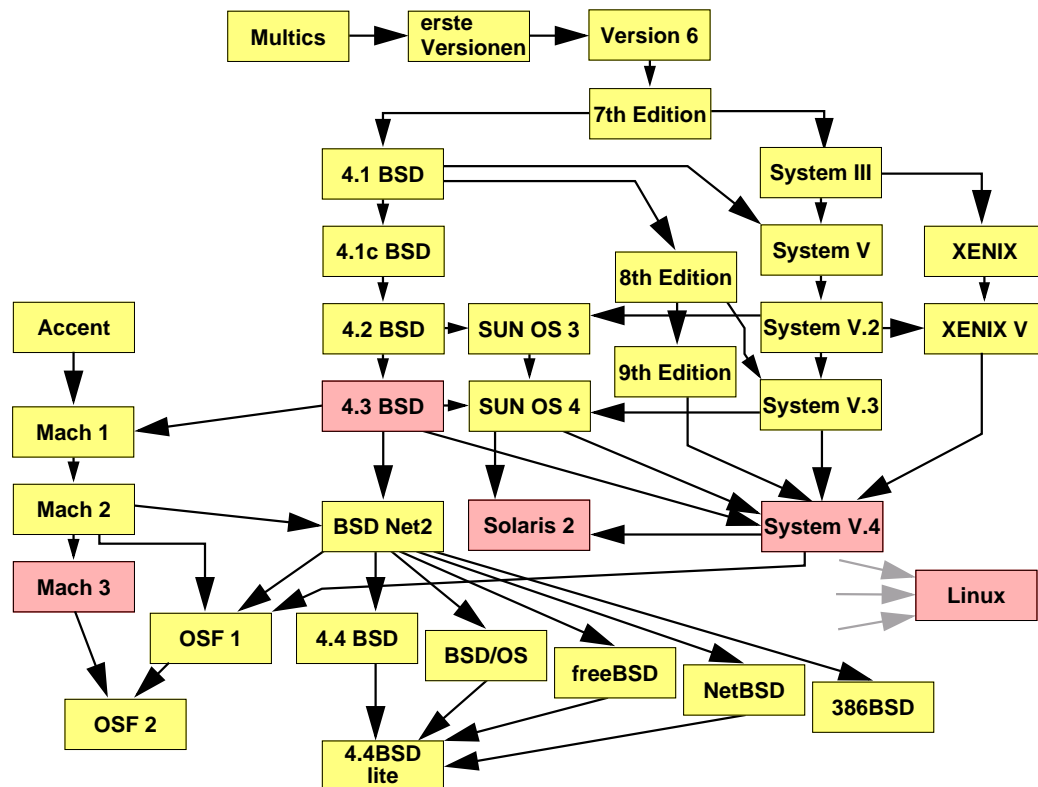 Multics
erste
Versionen
Version 6
7th Edition
4.1 BSD
System III
4.1c BSD
8th Edition
System V
XENIX
Accent
4.2 BSD
SUN OS 3
9th Edition
System V.2
XENIX V
Mach 1
4.3 BSD
SUN OS 4
System V.3
Mach 2
BSD Net2
Solaris 2
System V.4
Mach 3
Linux
OSF 1
4.4 BSD
BSD/OS
freeBSD
NetBSD
386BSD
OSF 2
4.4BSD
lite